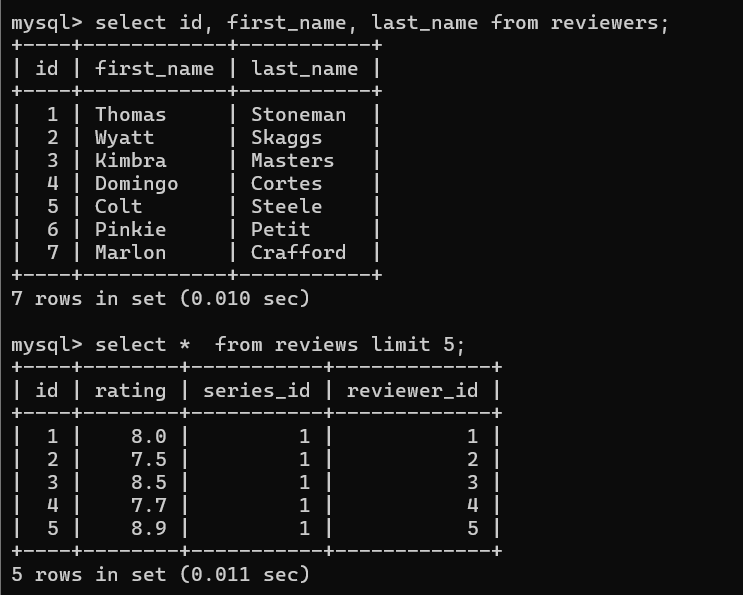 mysql> select id, first_name, last_name from reviewers;
+----+------------+-----------+
| id | first_name | last_name |
+----+------------+-----------+
|  1 | Thomas     | Stoneman  |
|  2 | Wyatt      | Skaggs    |
|  3 | Kimbra     | Masters   |
|  4 | Domingo    | Cortes    |
|  5 | Colt       | Steele    |
|  6 | Pinkie     | Petit     |
|  7 | Marlon     | Crafford  |
+----+------------+-----------+
7 rows in set (0.010 sec)

mysql> select *  from reviews limit 5;
+----+--------+-----------+-------------+
| id | rating | series_id | reviewer_id |
+----+--------+-----------+-------------+
|  1 |    8.0 |         1 |           1 |
|  2 |    7.5 |         1 |           2 |
|  3 |    8.5 |         1 |           3 |
|  4 |    7.7 |         1 |           4 |
|  5 |    8.9 |         1 |           5 |
+----+--------+-----------+-------------+
5 rows in set (0.011 sec)